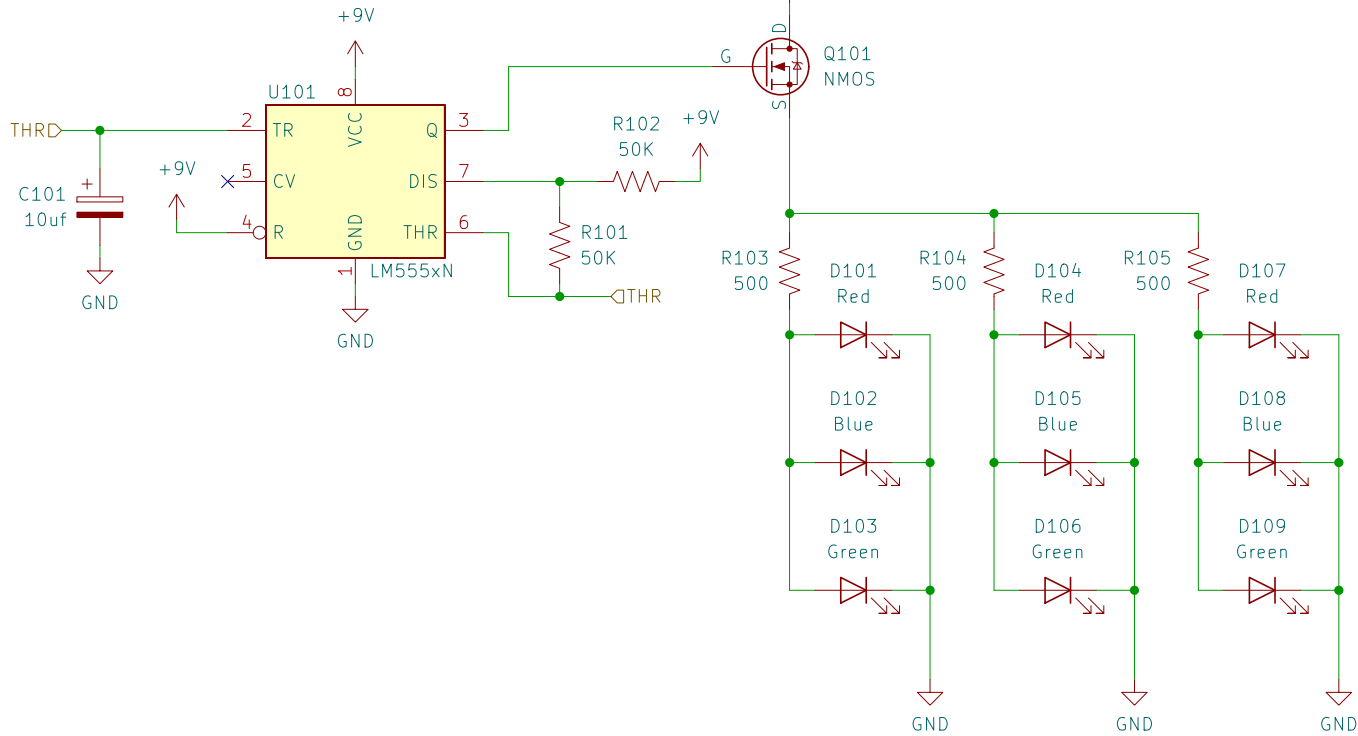 +9V
D
G
Q101
NMOS
S
U101
8
THR
2
TR
VCC
Q
3
R102
50K
+9V
+9V
5
CV
DIS
7
C101
10uf
4
R
GND
THR
6
R101
50K
1
LM555xN
GND
GND
THR
R103
500
D101
Red
R104
500
D104
Red
R105
500
D107
Red
D102
Blue
D105
Blue
D108
Blue
D103
Green
D106
Green
D109
Green
GND
GND
GND